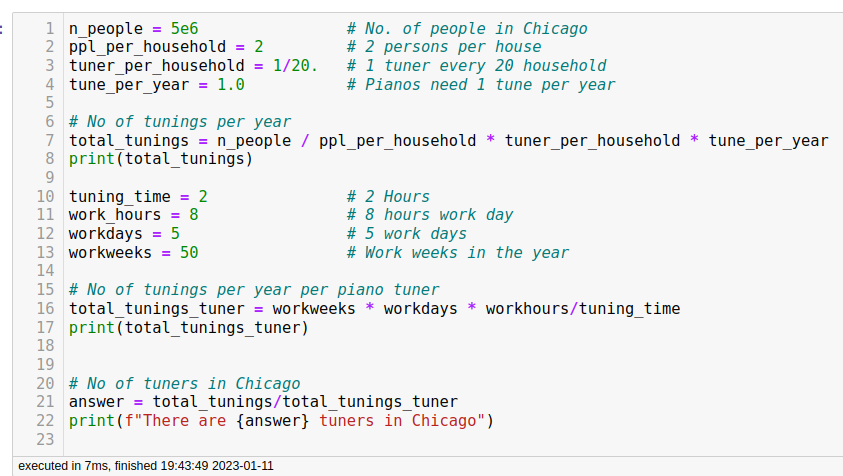 1 n_people = 5e6 # No. of people in Chicago
2 ppl_per_household = 2 # 2 persons per house
3 tuner_per_household = 1/20. # 1 tuner every 20 household
4 tune_per_year = 1.0 # Pianos need 1 tune per year
5
6 # No of tunings per year
7 total_tunings = n_people / ppl_per_household * tuner_per_household * tune_per_year
8 print(total_tunings)
9
10 tuning_time = 2 # 2 Hours
11 work_hours = 8 # 8 hours work day
12 workdays = 5 # 5 work days
13 workweeks = 50 # Work weeks in the year
14
15 # No of tunings per year per piano tuner
16 total_tunings_tuner = workweeks * workdays * workhours/tuning_time
17 print(total_tunings_tuner)
18
19
20 # No of tuners in Chicago
21 answer = total_tunings/total_tunings_tuner
22 print(f"There are {answer} tuners in Chicago")
23
executed in 7ms, finished 19:43:49 2023-01-11